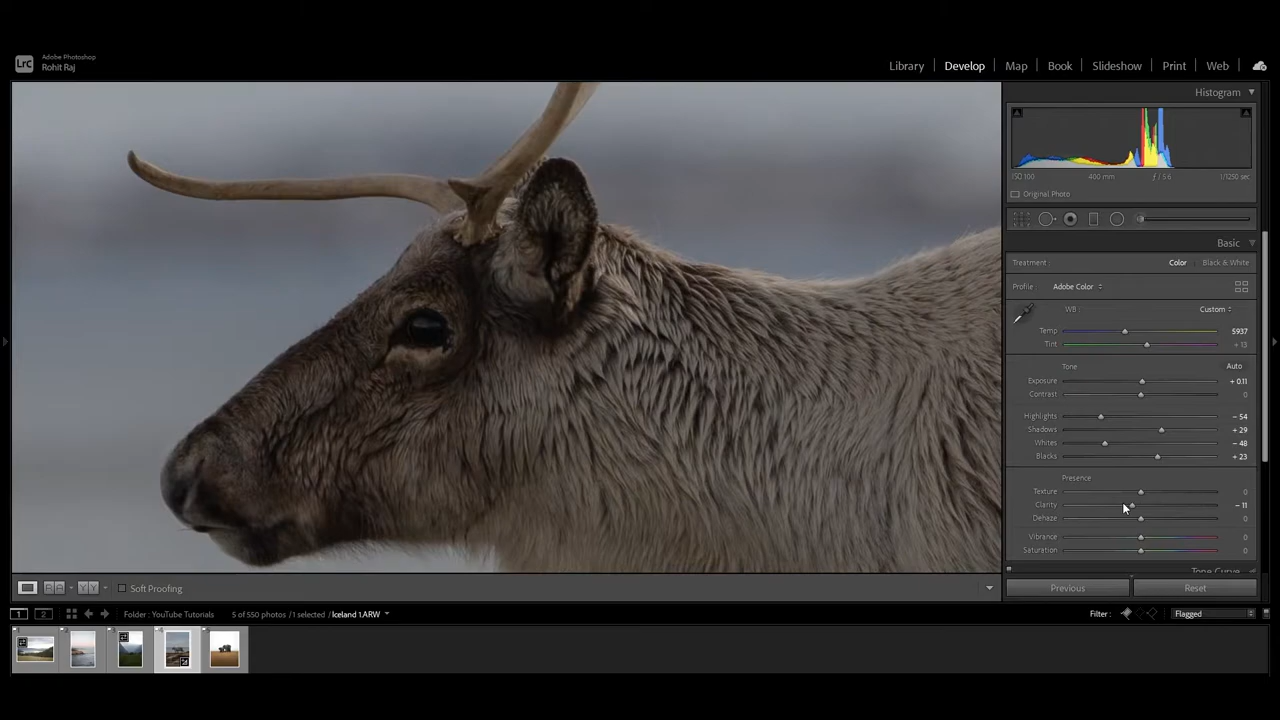 LrC
Adobe Photoshop
Rohit Raj
Library Develop Map Book Slideshow Print Web
Histogram
ISO 100 400 mm ƒ / 5.6 1/1250 sec
Original Photo
Basic
Treatment : Color Black & White
Profile Adobe Color
WB : Custom
Temp 5937
Tint + 13
Tone Auto
Exposure + 0.11
Contrast 0
Highlights − 54
Shadows + 29
Whites − 48
Blacks + 23
Presence
Texture 0
Clarity − 11
Dehaze 0
Vibrance 0
Saturation 0
Tone Curve
Soft Proofing
Previous Reset
1 2 Folder : YouTube Tutorials 5 of 550 photos / 1 selected / Iceland 1.ARW Filter : Flagged